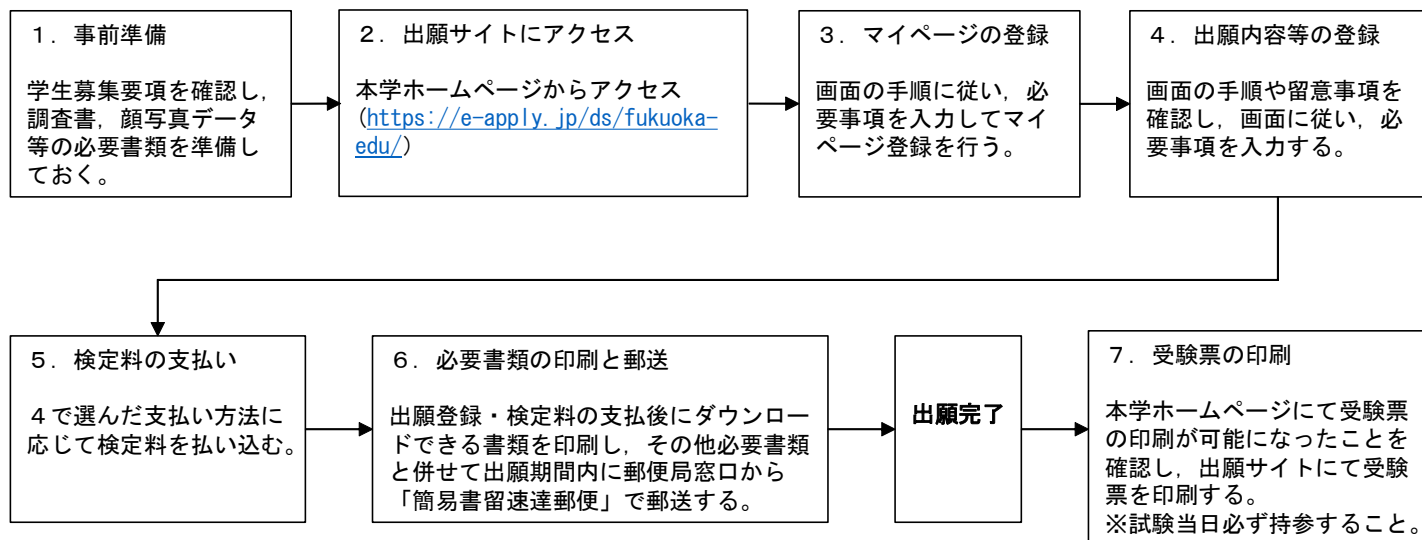 １．事前準備
学生募集要項を確認し，
調査書，顔写真データ
等の必要書類を準備し
ておく。
２．出願サイトにアクセス
本学ホームページからアクセス
（https://e-apply.jp/ds/fukuoka-
edu/）
３．マイページの登録
画面の手順に従い，必
要事項を入力してマイ
ページ登録を行う。
４．出願内容等の登録
画面の手順や留意事項を
確認し，画面に従い，必
要事項を入力する。
５．検定料の支払い
４で選んだ支払い方法に
応じて検定料を払い込む。
６．必要書類の印刷と郵送
出願登録・検定料の支払後にダウンロー
ドできる書類を印刷し，その他必要書類
と併せて出願期間内に郵便局窓口から
「簡易書留速達郵便」で郵送する。
出願完了
７．受験票の印刷
本学ホームページにて受験票
の印刷が可能になったことを
確認し，出願サイトにて受験
票を印刷する。
※試験当日必ず持参すること。